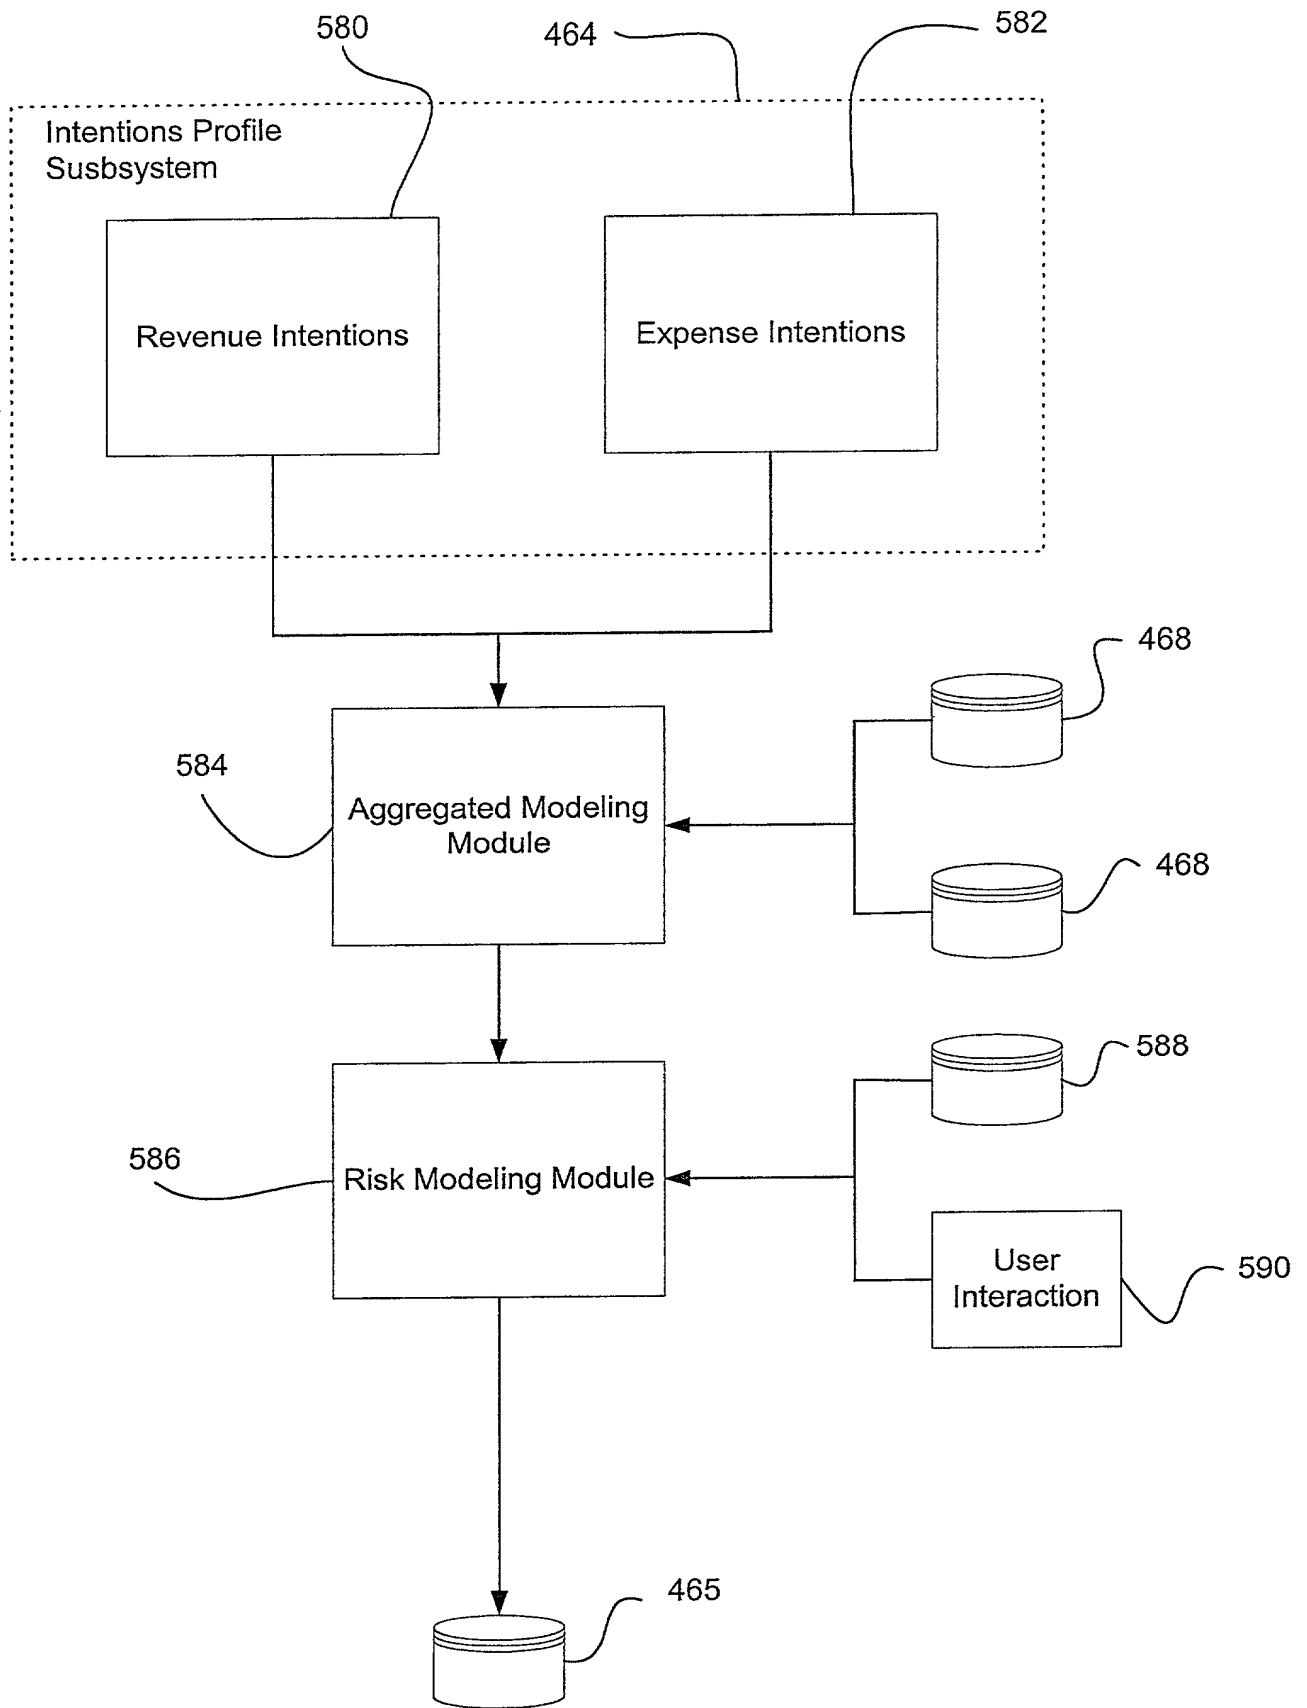 580
464
582
Intentions Profile
Susbsystem
Revenue Intentions
Expense Intentions
468
584
Aggregated Modeling
Module
468
588
586
Risk Modeling Module
User
Interaction
590
465